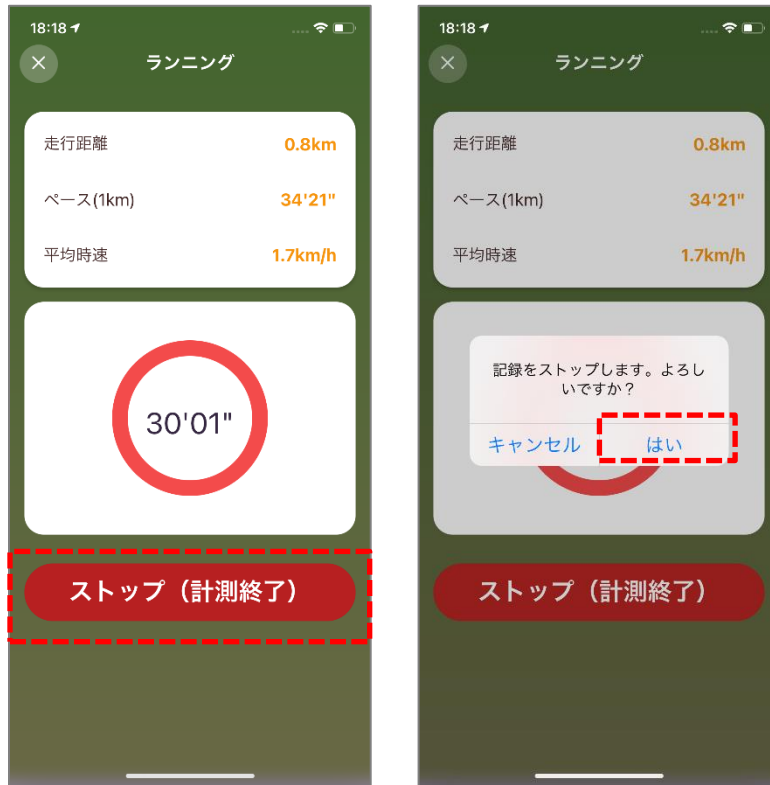 18:18
ランニング
走行距離 0.8km
ペース(1km) 34'21"
平均時速 1.7km/h
30'01"
ストップ（計測終了）
18:18
ランニング
走行距離 0.8km
ペース(1km) 34'21"
平均時速 1.7km/h
記録をストップします。よろし
いですか？
キャンセル はい
ストップ（計測終了）